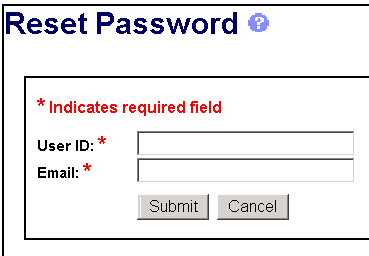 Reset Password ?
* Indicates required field
User ID: *
Email: *
Submit Cancel